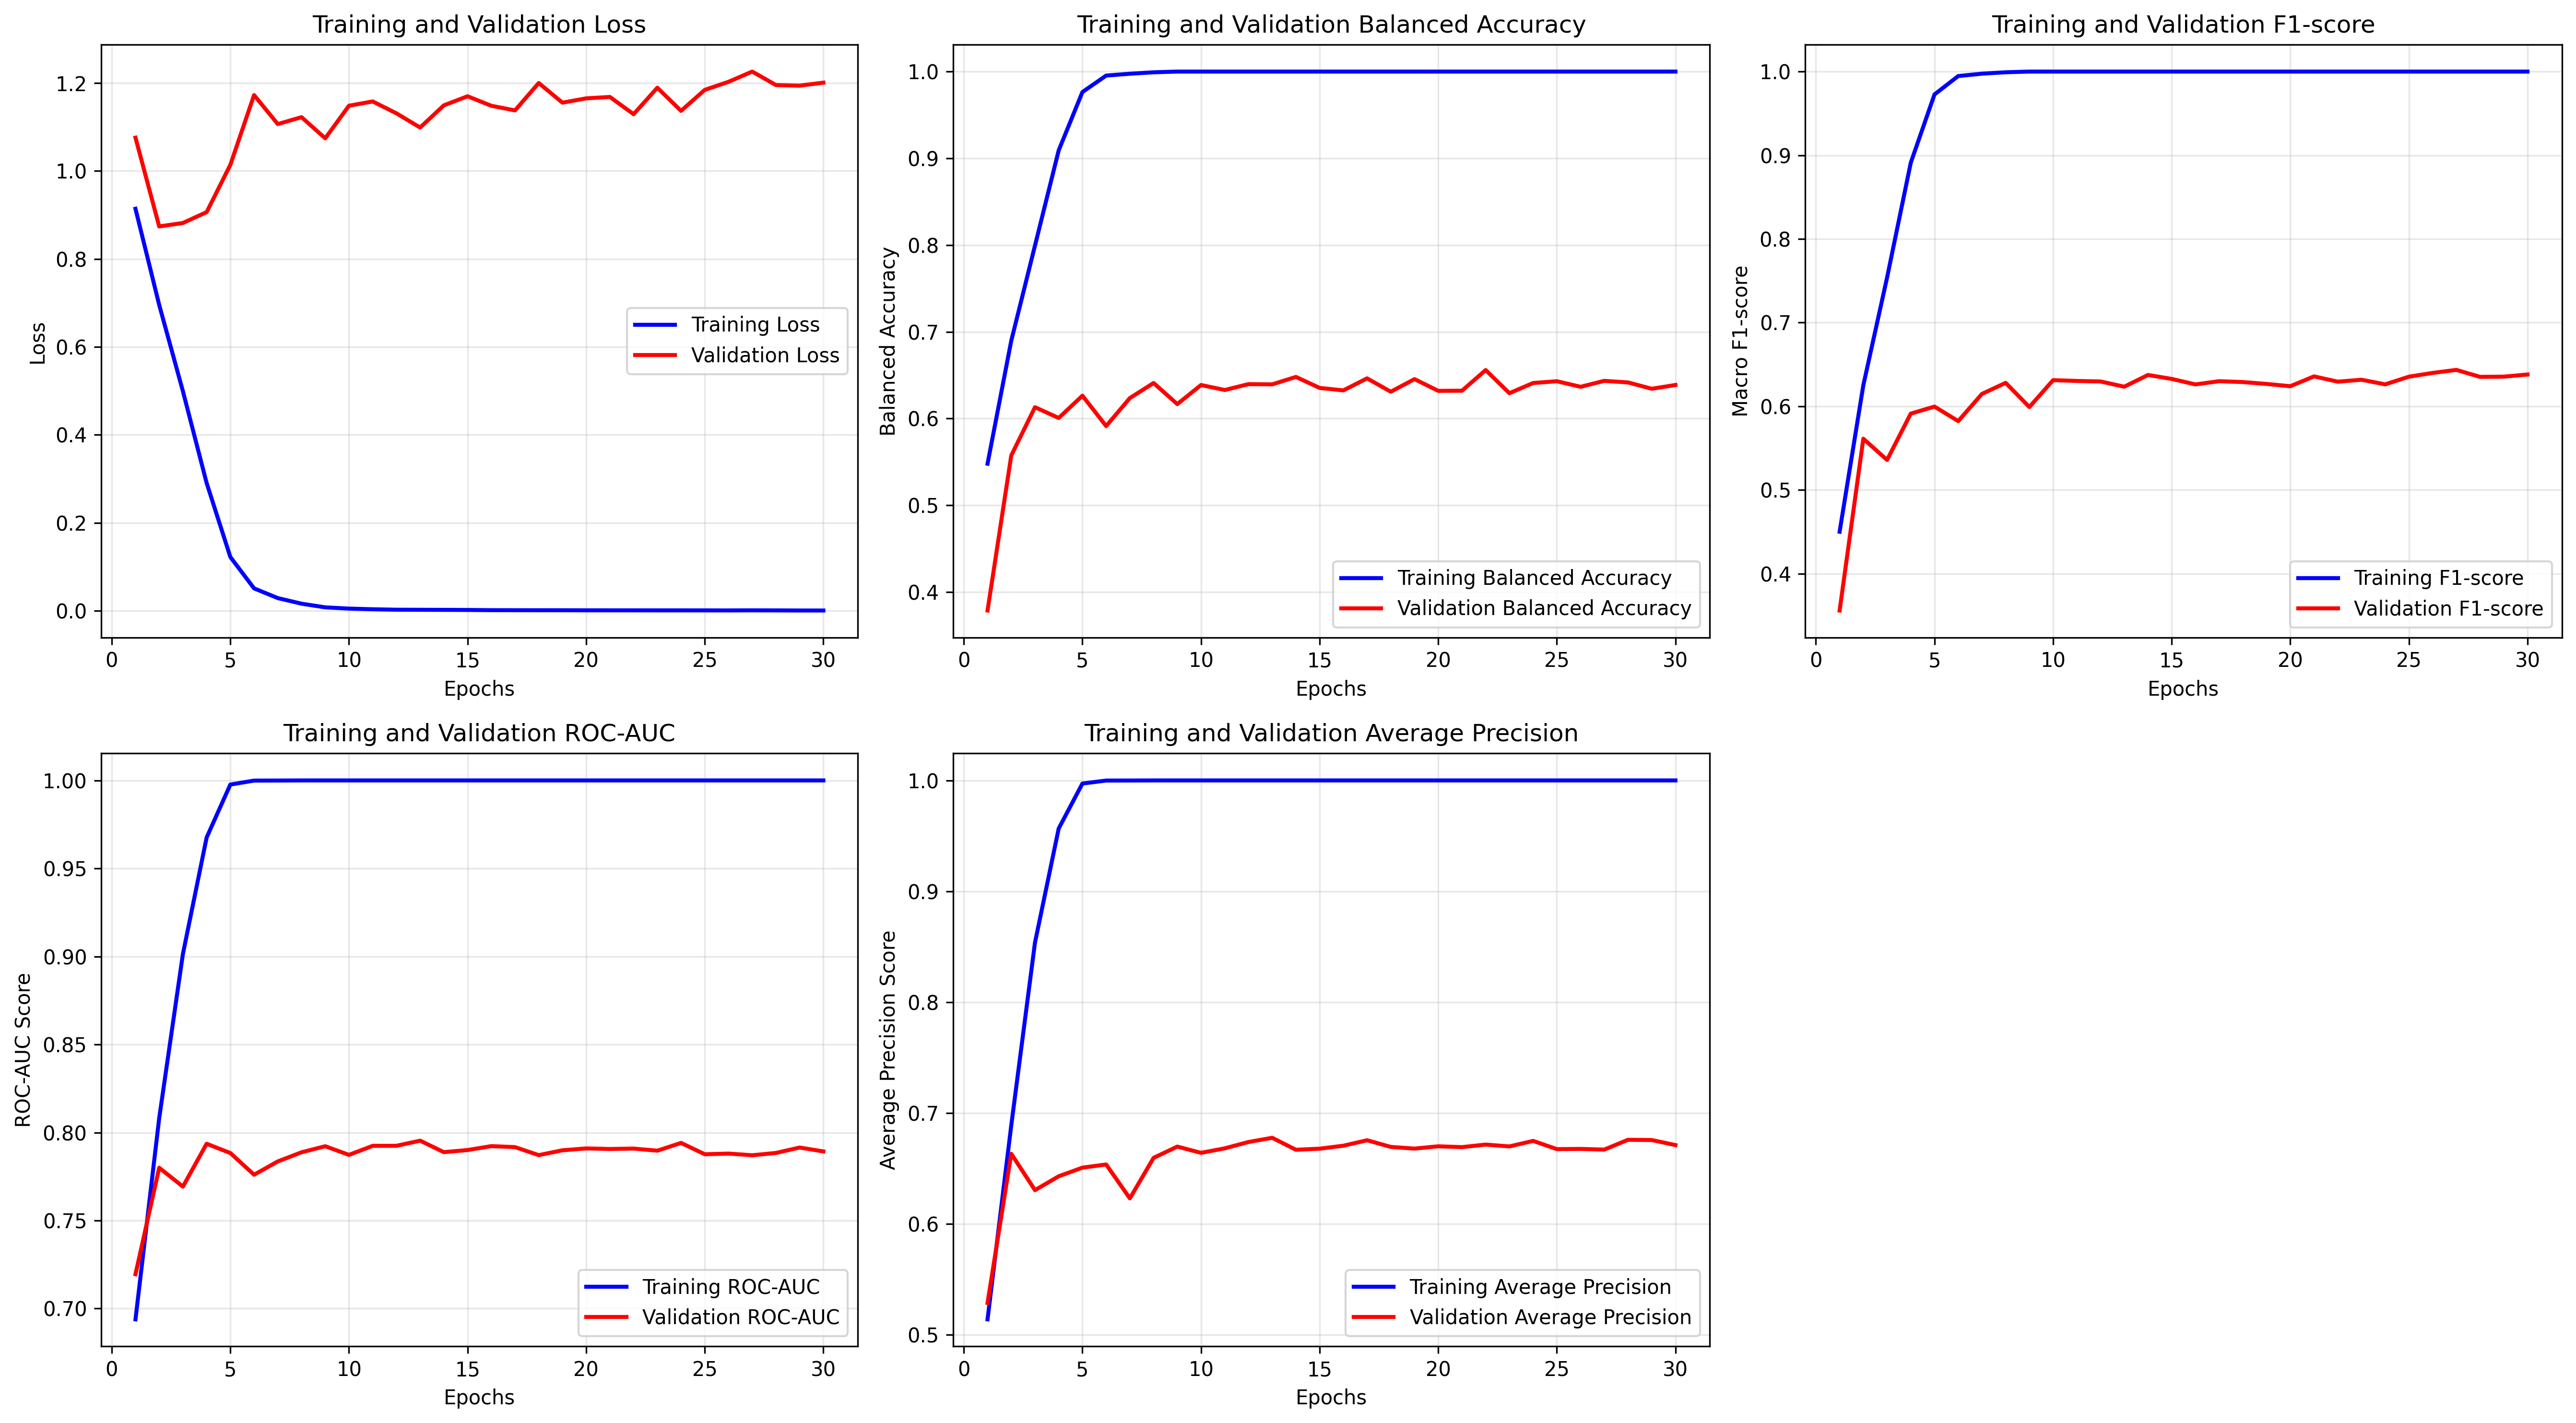 Training and Validation Loss
Loss
1.2
1.0
0.8
0.6
0.4
0.2
0.0
Training Loss
Validation Loss
0 5 10 15 20 25 30
Epochs
Training and Validation Balanced Accuracy
Balanced Accuracy
1.0
0.9
0.8
0.7
0.6
0.5
0.4
Training Balanced Accuracy
Validation Balanced Accuracy
0 5 10 15 20 25 30
Epochs
Training and Validation F1-score
Macro F1-score
1.0
0.9
0.8
0.7
0.6
0.5
0.4
Training F1-score
Validation F1-score
0 5 10 15 20 25 30
Epochs
Training and Validation ROC-AUC
ROC-AUC Score
1.00
0.95
0.90
0.85
0.80
0.75
0.70
Training ROC-AUC
Validation ROC-AUC
0 5 10 15 20 25 30
Epochs
Training and Validation Average Precision
Average Precision Score
1.0
0.9
0.8
0.7
0.6
0.5
Training Average Precision
Validation Average Precision
0 5 10 15 20 25 30
Epochs